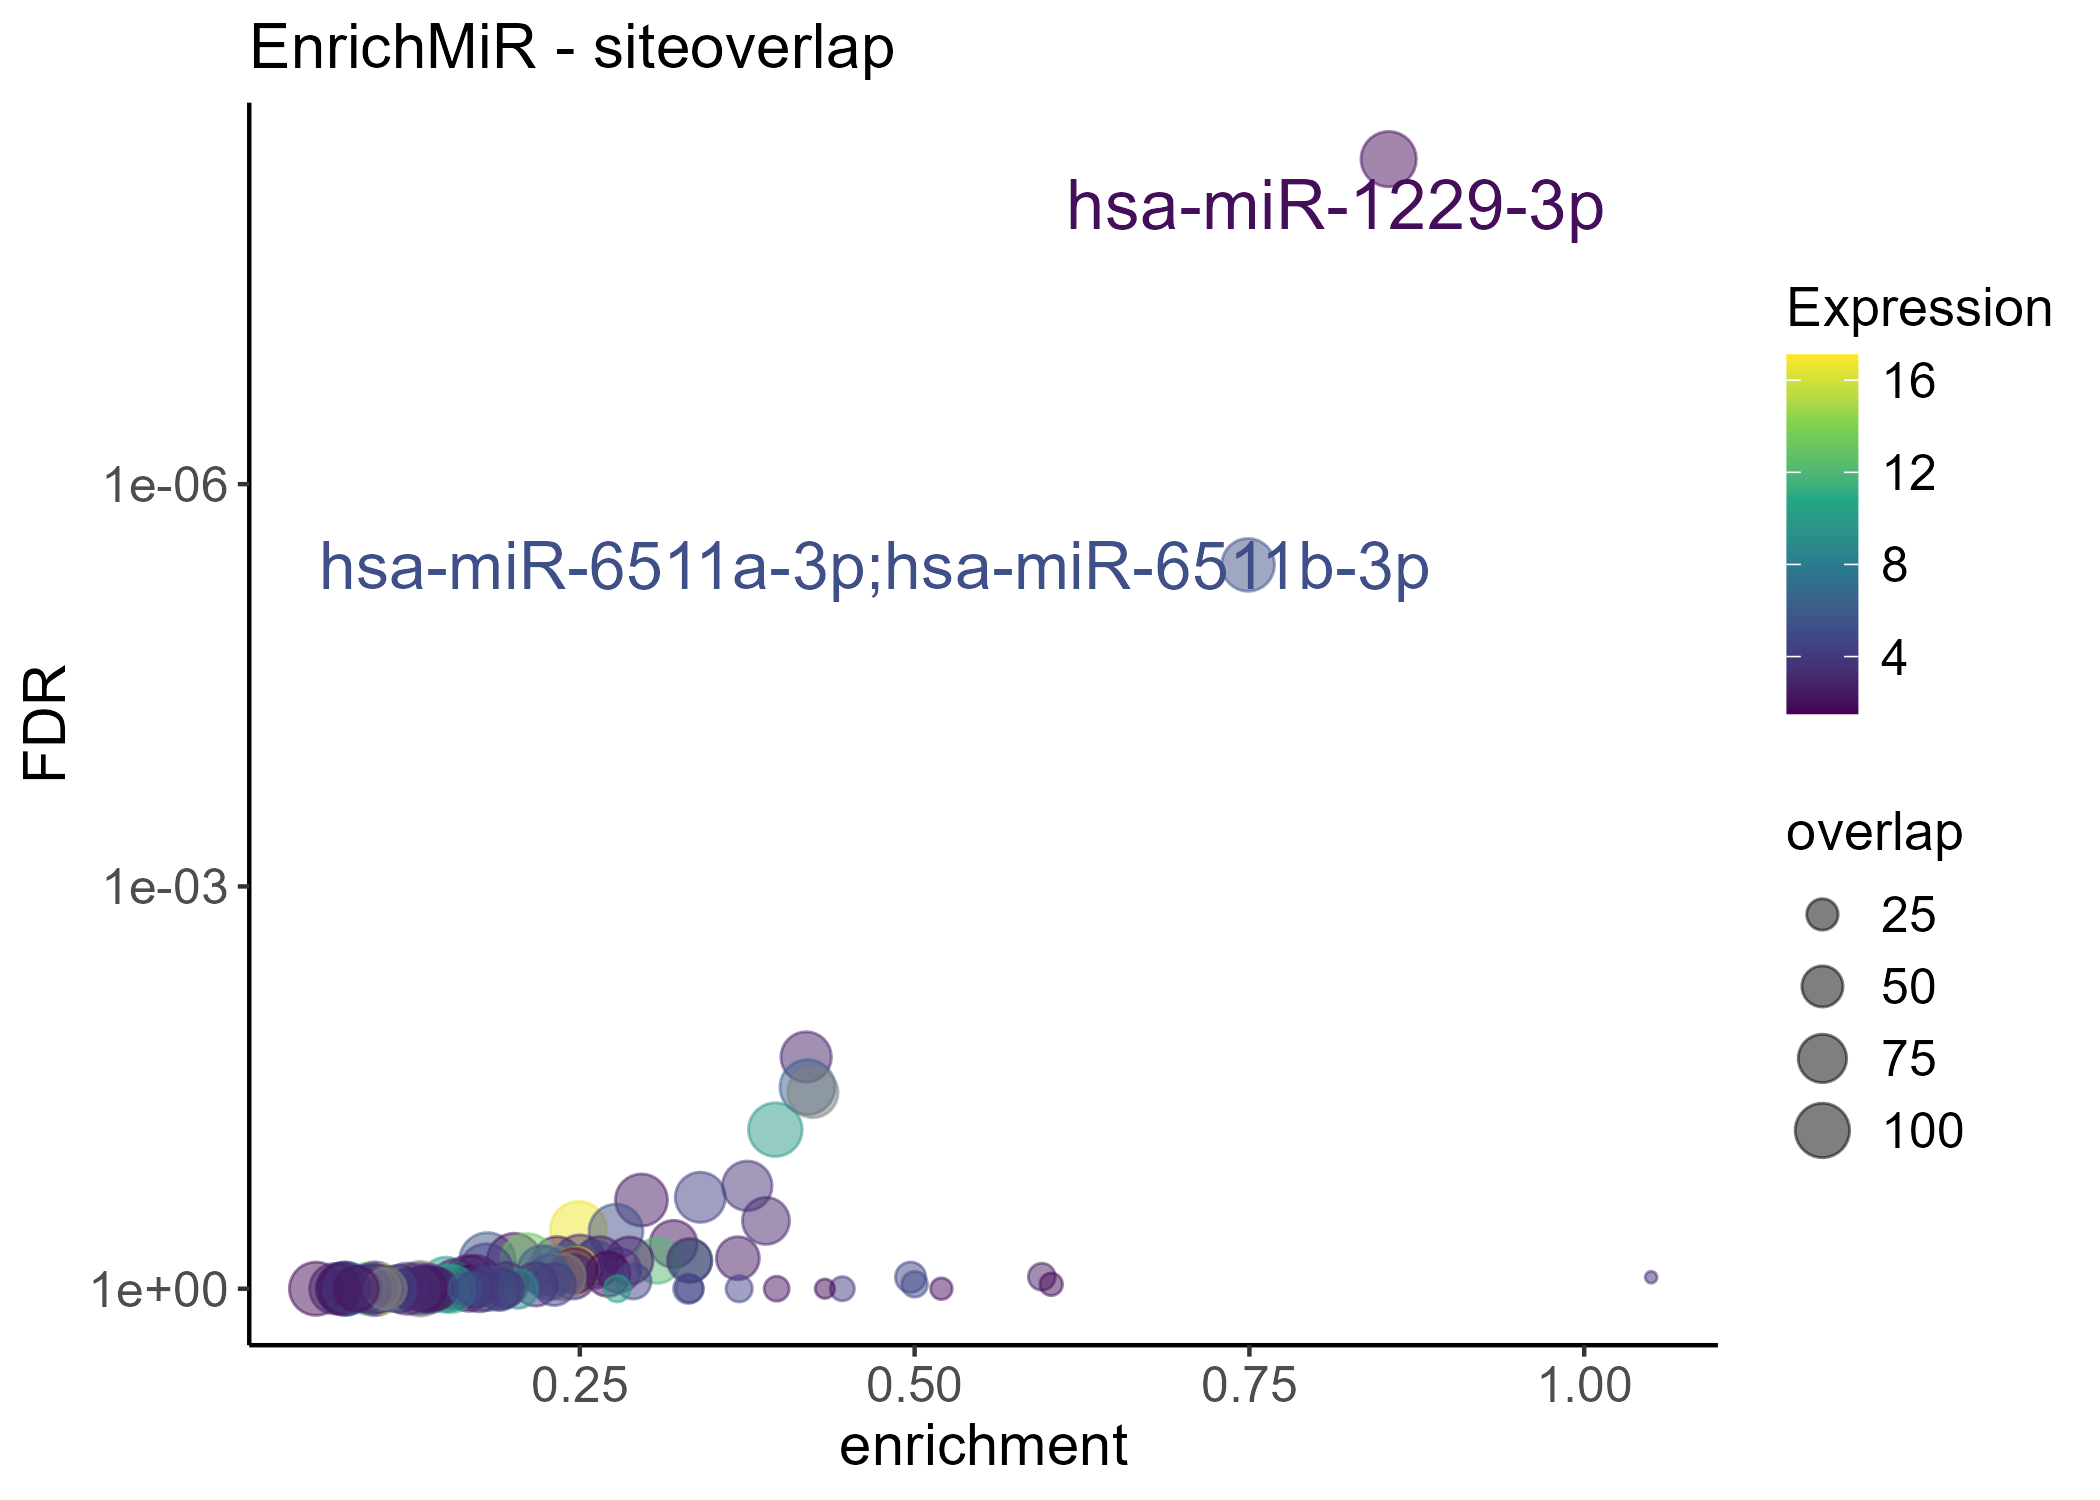 EnrichMiR - siteoverlap
hsa-miR-1229-3p
hsa-miR-6511a-3p;hsa-miR-6511b-3p
FDR
1e-06
1e-03
1e+00
0.25
0.50
0.75
1.00
enrichment
Expression
16
12
8
4
overlap
25
50
75
100